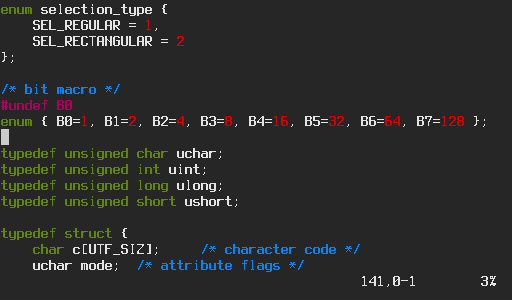 enum selection_type {
    SEL_REGULAR = 1,
    SEL_RECTANGULAR = 2
};

/* bit macro */
#undef B0
enum { B0=1, B1=2, B2=4, B3=8, B4=16, B5=32, B6=64, B7=128 };

typedef unsigned char uchar;
typedef unsigned int uint;
typedef unsigned long ulong;
typedef unsigned short ushort;

typedef struct {
    char c[UTF_SIZ];     /* character code */
    uchar mode;  /* attribute flags */
141,0-1        3%